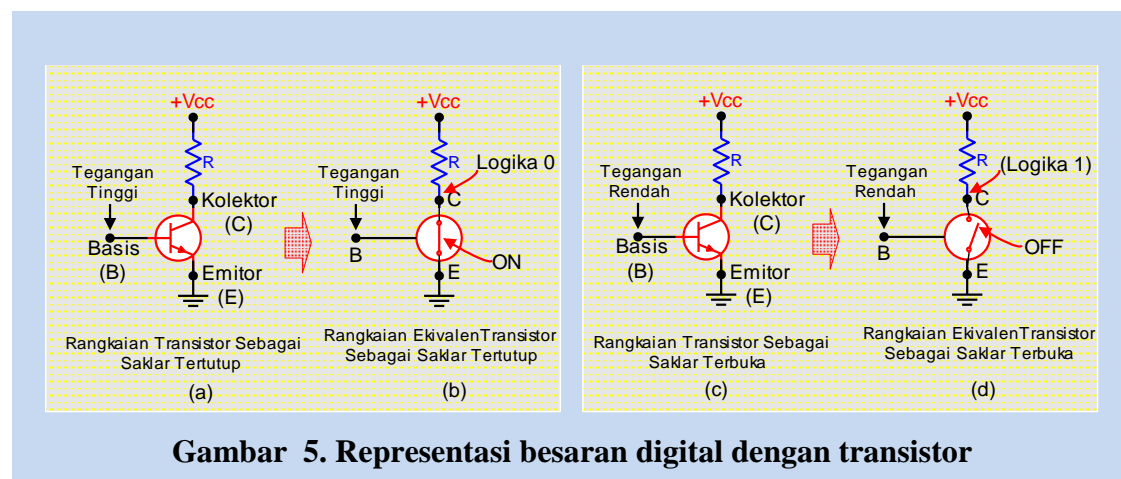 +Vcc
R
Tegangan
Tinggi
Kolektor
(C)
Basis
(B)
Emitor
(E)
Rangkaian Transistor Sebagai
Saklar Tertutup
(a)
+Vcc
R
Logika 0
Tegangan
Tinggi
C
B
ON
E
Rangkaian EkivalenTransistor
Sebagai Saklar Tertutup
(b)
+Vcc
R
Tegangan
Rendah
Kolektor
(C)
Basis
(B)
Emitor
(E)
Rangkaian Transistor Sebagai
Saklar Terbuka
(c)
+Vcc
R
(Logika 1)
Tegangan
Rendah
C
B
OFF
E
Rangkaian EkivalenTransistor
Sebagai Saklar Terbuka
(d)
Gambar 5. Representasi besaran digital dengan transistor